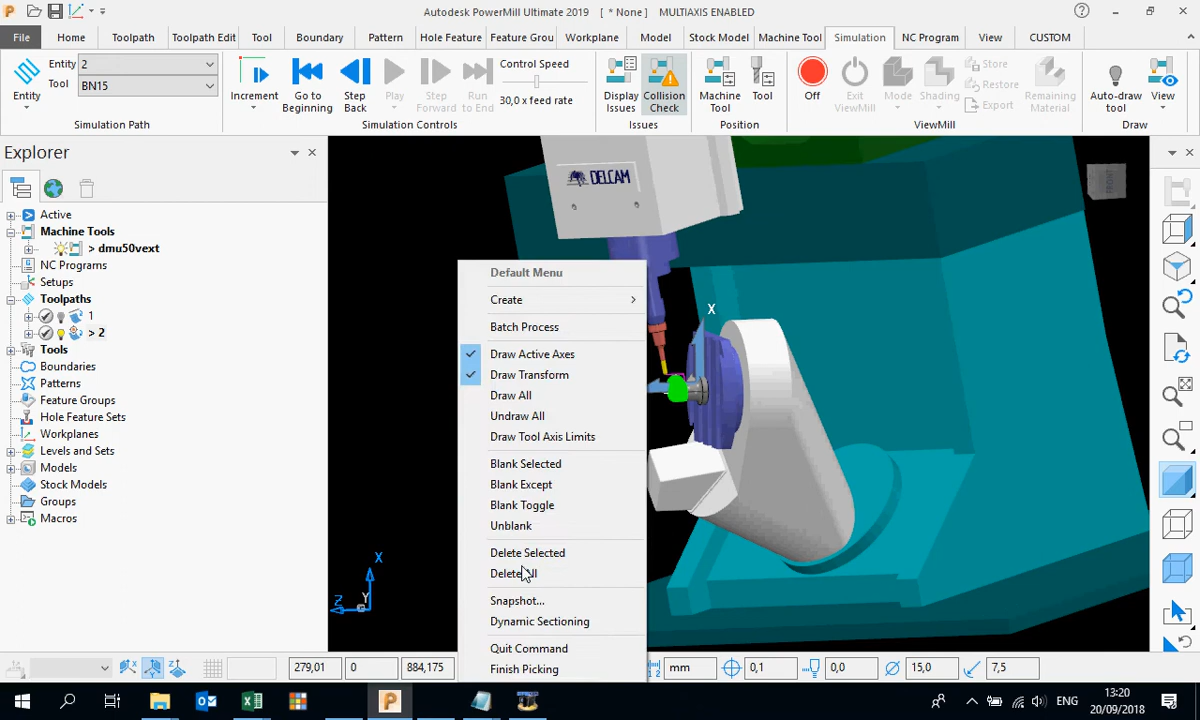 Autodesk PowerMill Ultimate 2019 [ * None ] MULTIAXIS ENABLED
File Home Toolpath Toolpath Edit Tool Boundary Pattern Hole Feature Feature Grou Workplane Model Stock Model Machine Tool Simulation NC Program View CUSTOM
Entity
Entity 2
Tool BN15
Simulation Path
Increment
Go to Beginning
Step Back
Play
Step Forward
Run to End
Control Speed
30,0 x feed rate
Simulation Controls
Display Issues
Collision Check
Issues
Machine Tool
Tool
Position
Off
Exit ViewMill
Mode
Shading
Store
Restore
Export
Remaining Material
ViewMill
Auto-draw tool
View
Draw
Explorer
Active
Machine Tools
> dmu50vext
NC Programs
Setups
Toolpaths
1
> 2
Tools
Boundaries
Patterns
Feature Groups
Hole Feature Sets
Workplanes
Levels and Sets
Models
Stock Models
Groups
Macros
DELCAM
FRONT
X
Default Menu
Create
Batch Process
Draw Active Axes
Draw Transform
Draw All
Undraw All
Draw Tool Axis Limits
Blank Selected
Blank Except
Blank Toggle
Unblank
Delete Selected
Delete All
Snapshot...
Dynamic Sectioning
Quit Command
Finish Picking
X
Z
Y
279,01 0 884,175 mm 0,1 0,0 15,0 7,5
ENG
13:20
20/09/2018